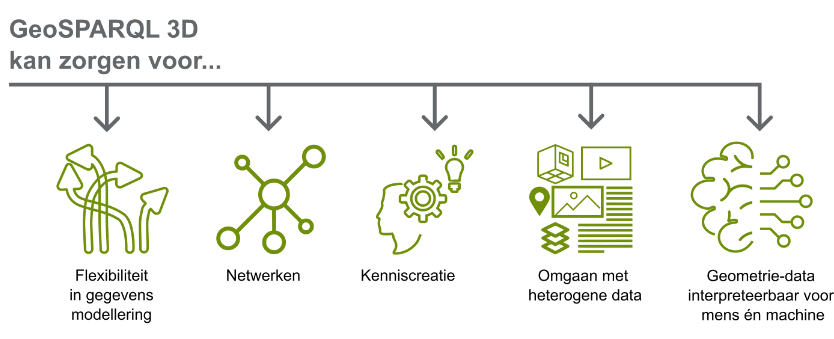 GeoSPARQL 3D
kan zorgen voor...
Flexibiliteit
in gegevens
modellering
Netwerken
Kenniscreatie
Omgaan met
heterogene data
Geometrie-data
interpreteerbaar voor
mens én machine